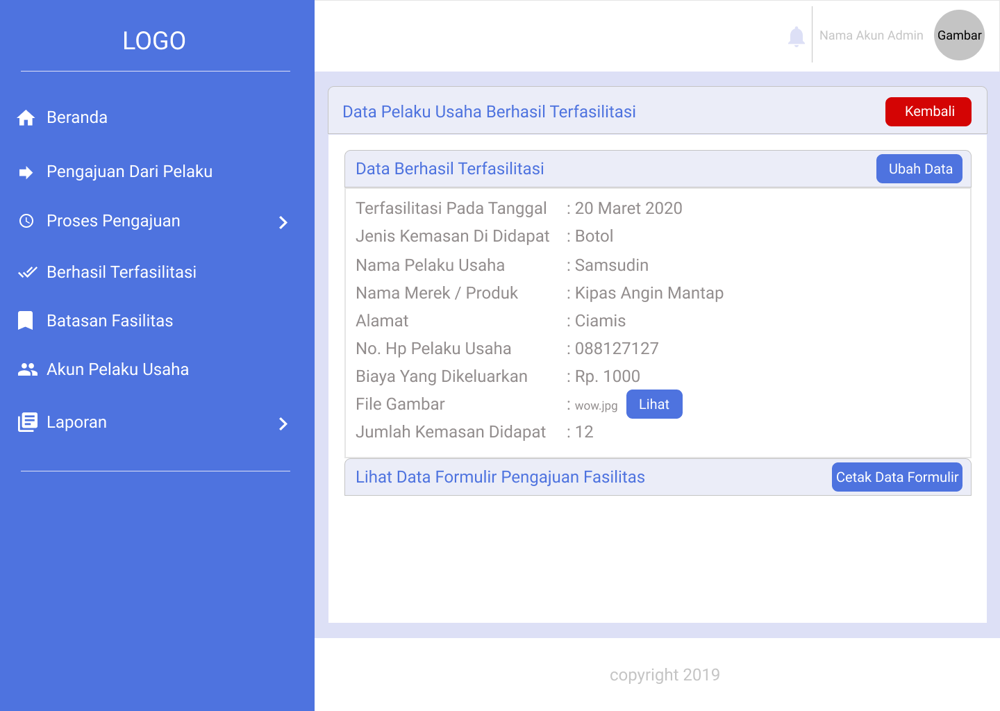 LOGO
Beranda
Pengajuan Dari Pelaku
Proses Pengajuan
Berhasil Terfasilitasi
Batasan Fasilitas
Akun Pelaku Usaha
Laporan
Nama Akun Admin
Gambar
Data Pelaku Usaha Berhasil Terfasilitasi
Kembali
Data Berhasil Terfasilitasi
Ubah Data
Terfasilitasi Pada Tanggal : 20 Maret 2020
Jenis Kemasan Di Didapat : Botol
Nama Pelaku Usaha : Samsudin
Nama Merek / Produk : Kipas Angin Mantap
Alamat : Ciamis
No. Hp Pelaku Usaha : 088127127
Biaya Yang Dikeluarkan : Rp. 1000
File Gambar : wow.jpg Lihat
Jumlah Kemasan Didapat : 12
Lihat Data Formulir Pengajuan Fasilitas
Cetak Data Formulir
copyright 2019